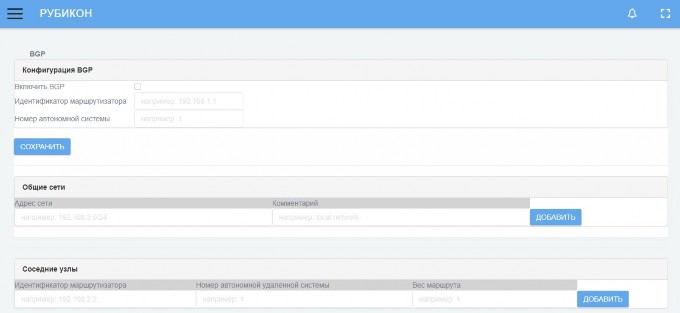 РУБИКОН
BGP
Конфигурация BGP
Включить BGP
Идентификатор маршрутизатора например: 192.168.1.1
Номер автономной системы например: 1
СОХРАНИТЬ
Общие сети
Адрес сети Комментарий
например: 192.168.2.0/24 например: local network ДОБАВИТЬ
Соседние узлы
Идентификатор маршрутизатора Номер автономной удаленной системы Вес маршрута
например: 192.168.2.2 например: 1 например: 1 ДОБАВИТЬ